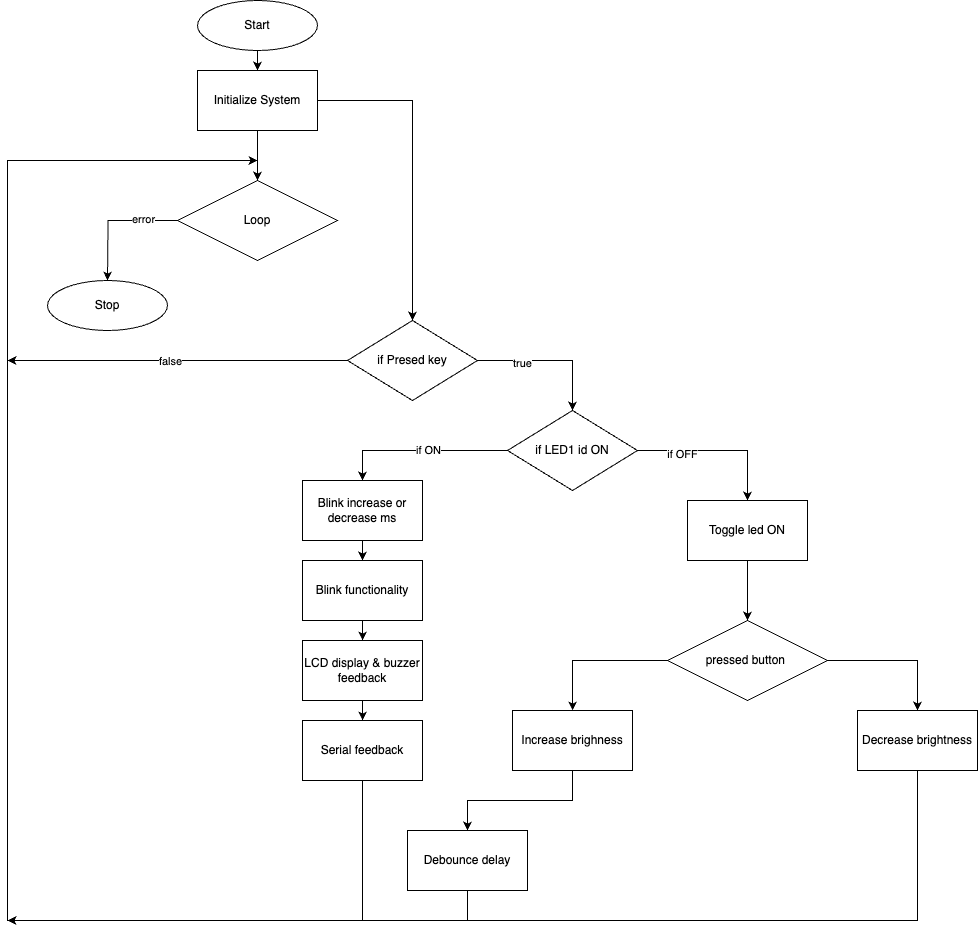 Start
Initialize System
Loop
error
Stop
if Presed key
false
true
if LED1 id ON
if ON
if OFF
Blink increase or
decrease ms
Toggle led ON
Blink functionality
LCD display & buzzer
feedback
pressed button
Serial feedback
Increase brighness
Decrease brightness
Debounce delay